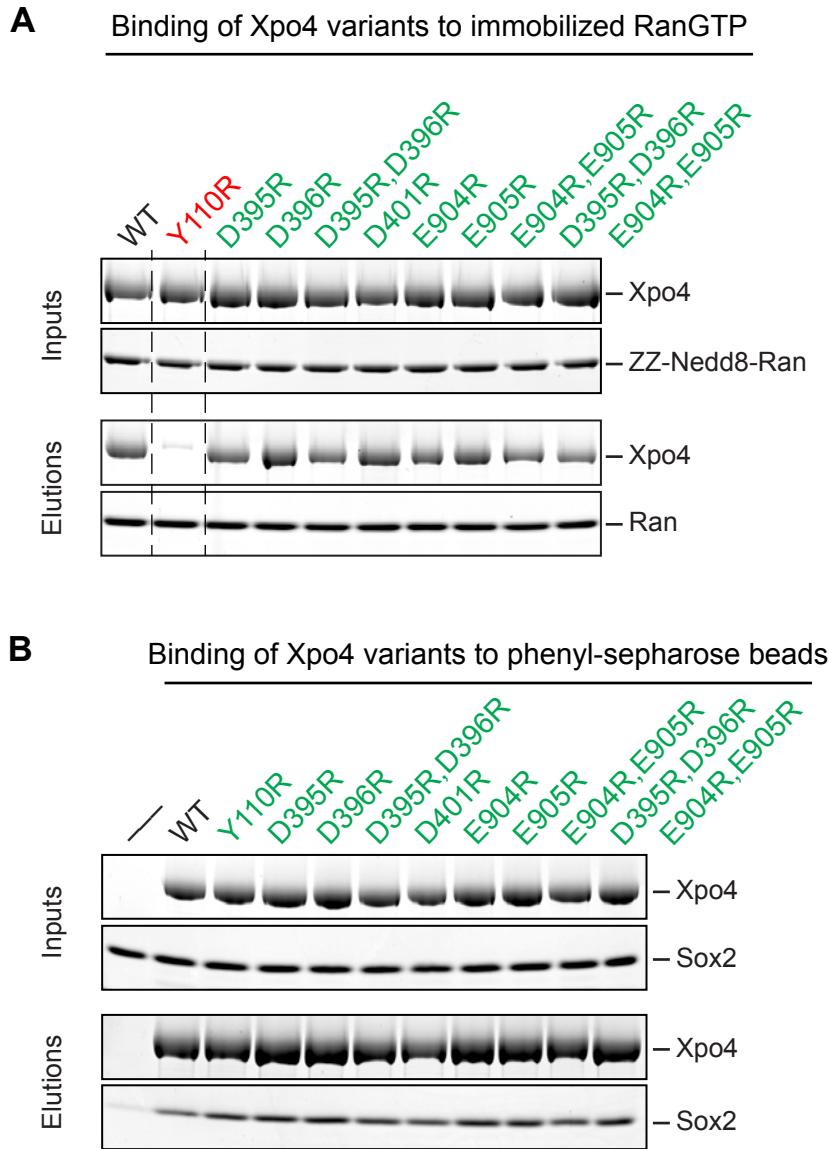 A
Binding of Xpo4 variants to immobilized RanGTP
WT
Y110R
D395R
D396R
D395R,D396R
D401R
E904R
E905R
E904R,E905R
D395R,D396R
E904R,E905R
Inputs
Xpo4
ZZ-Nedd8-Ran
Elutions
Xpo4
Ran
B
Binding of Xpo4 variants to phenyl-sepharose beads
WT
Y110R
D395R
D396R
D395R,D396R
D401R
E904R
E905R
E904R,E905R
D395R,D396R
E904R,E905R
Inputs
Xpo4
Sox2
Elutions
Xpo4
Sox2